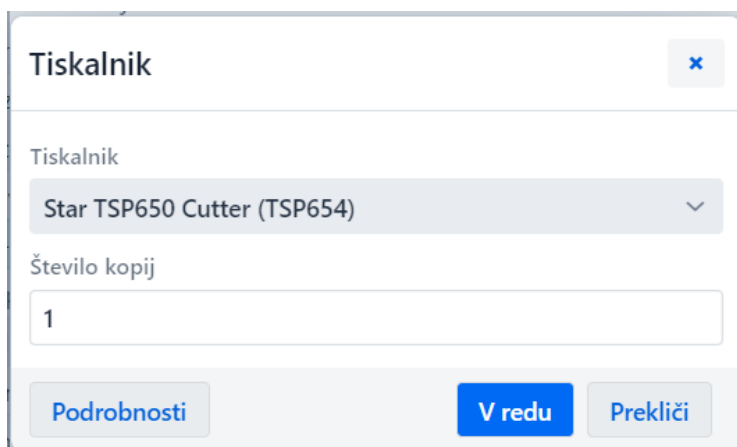 Tiskalnik
Tiskalnik
Star TSP650 Cutter (TSP654)
Število kopij
1
Podrobnosti V redu Prekliči